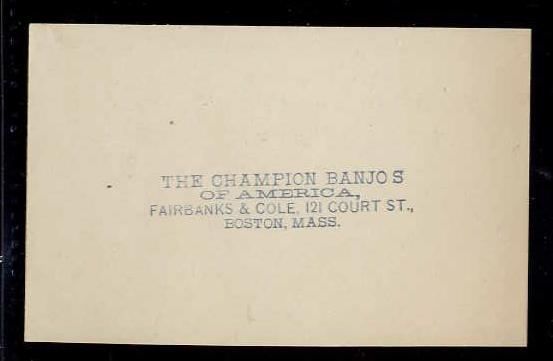 THE CHAMPION BANJOS
OF AMERICA,
FAIRBANKS & COLE, 121 COURT ST.,
BOSTON, MASS.